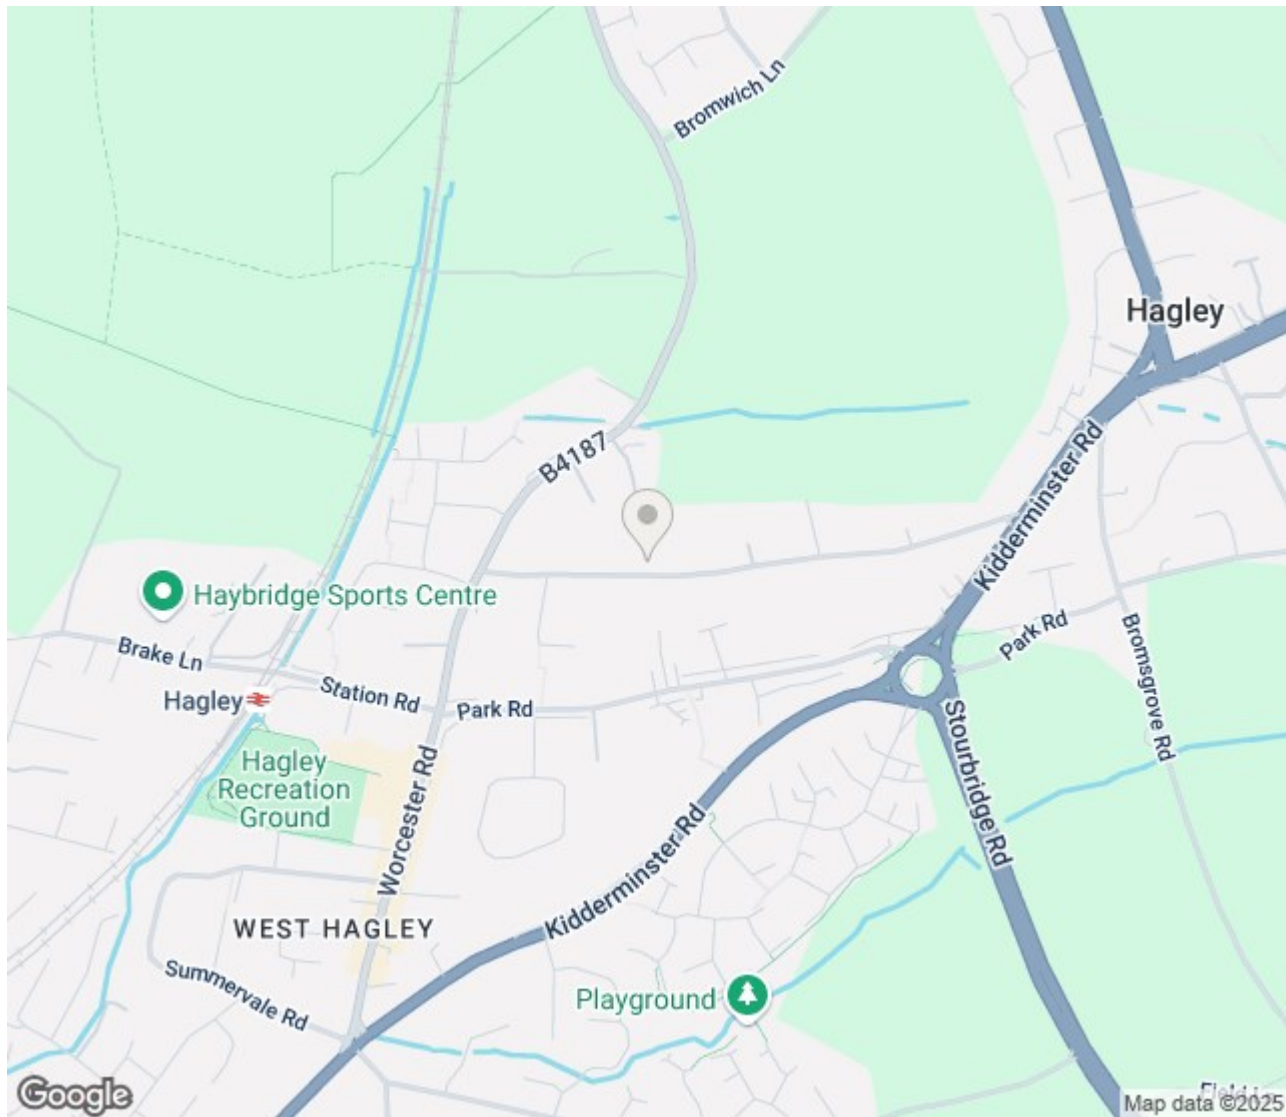 Bromwich Ln
Hagley
B4187
Kidderminster Rd
Haybridge Sports Centre
Brake Ln
Park Rd
Bromsgrove Rd
Station Rd
Hagley
Park Rd
Stourbridge Rd
Hagley
Recreation
Ground
Worcester Rd
Kidderminster Rd
WEST HAGLEY
Summervale Rd
Playground
Google
Map data ©2025